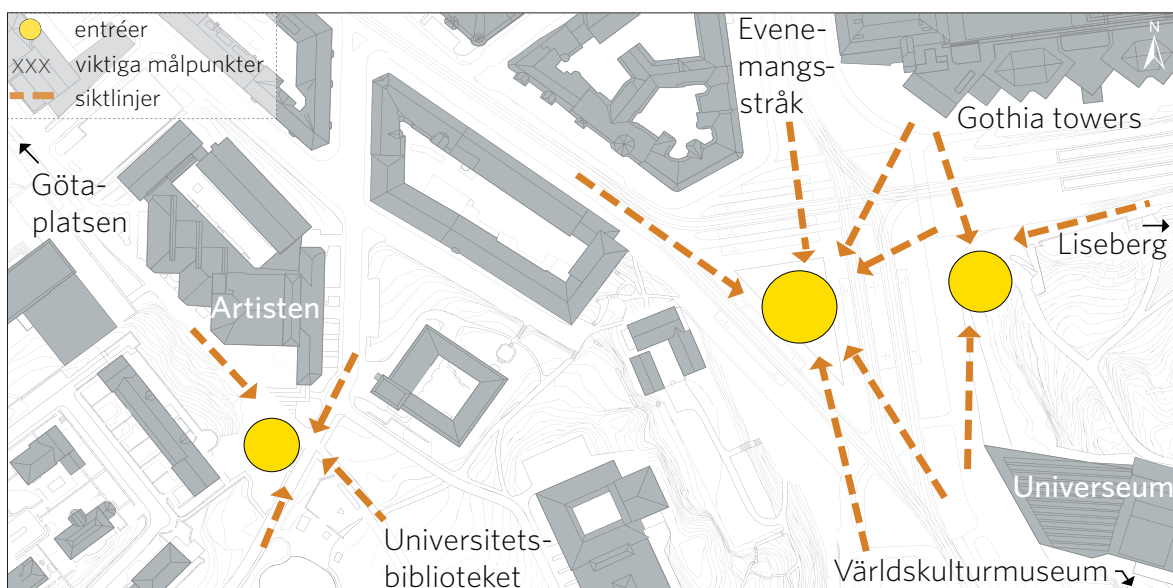 entréer
XXX viktiga målpunkter
siktlinjer
Evene-
mangs-
stråk
N
Gothia towers
Göta-
platsen
Liseberg
Artisten
Universeum
Universitets-
biblioteket
Världskulturmuseum